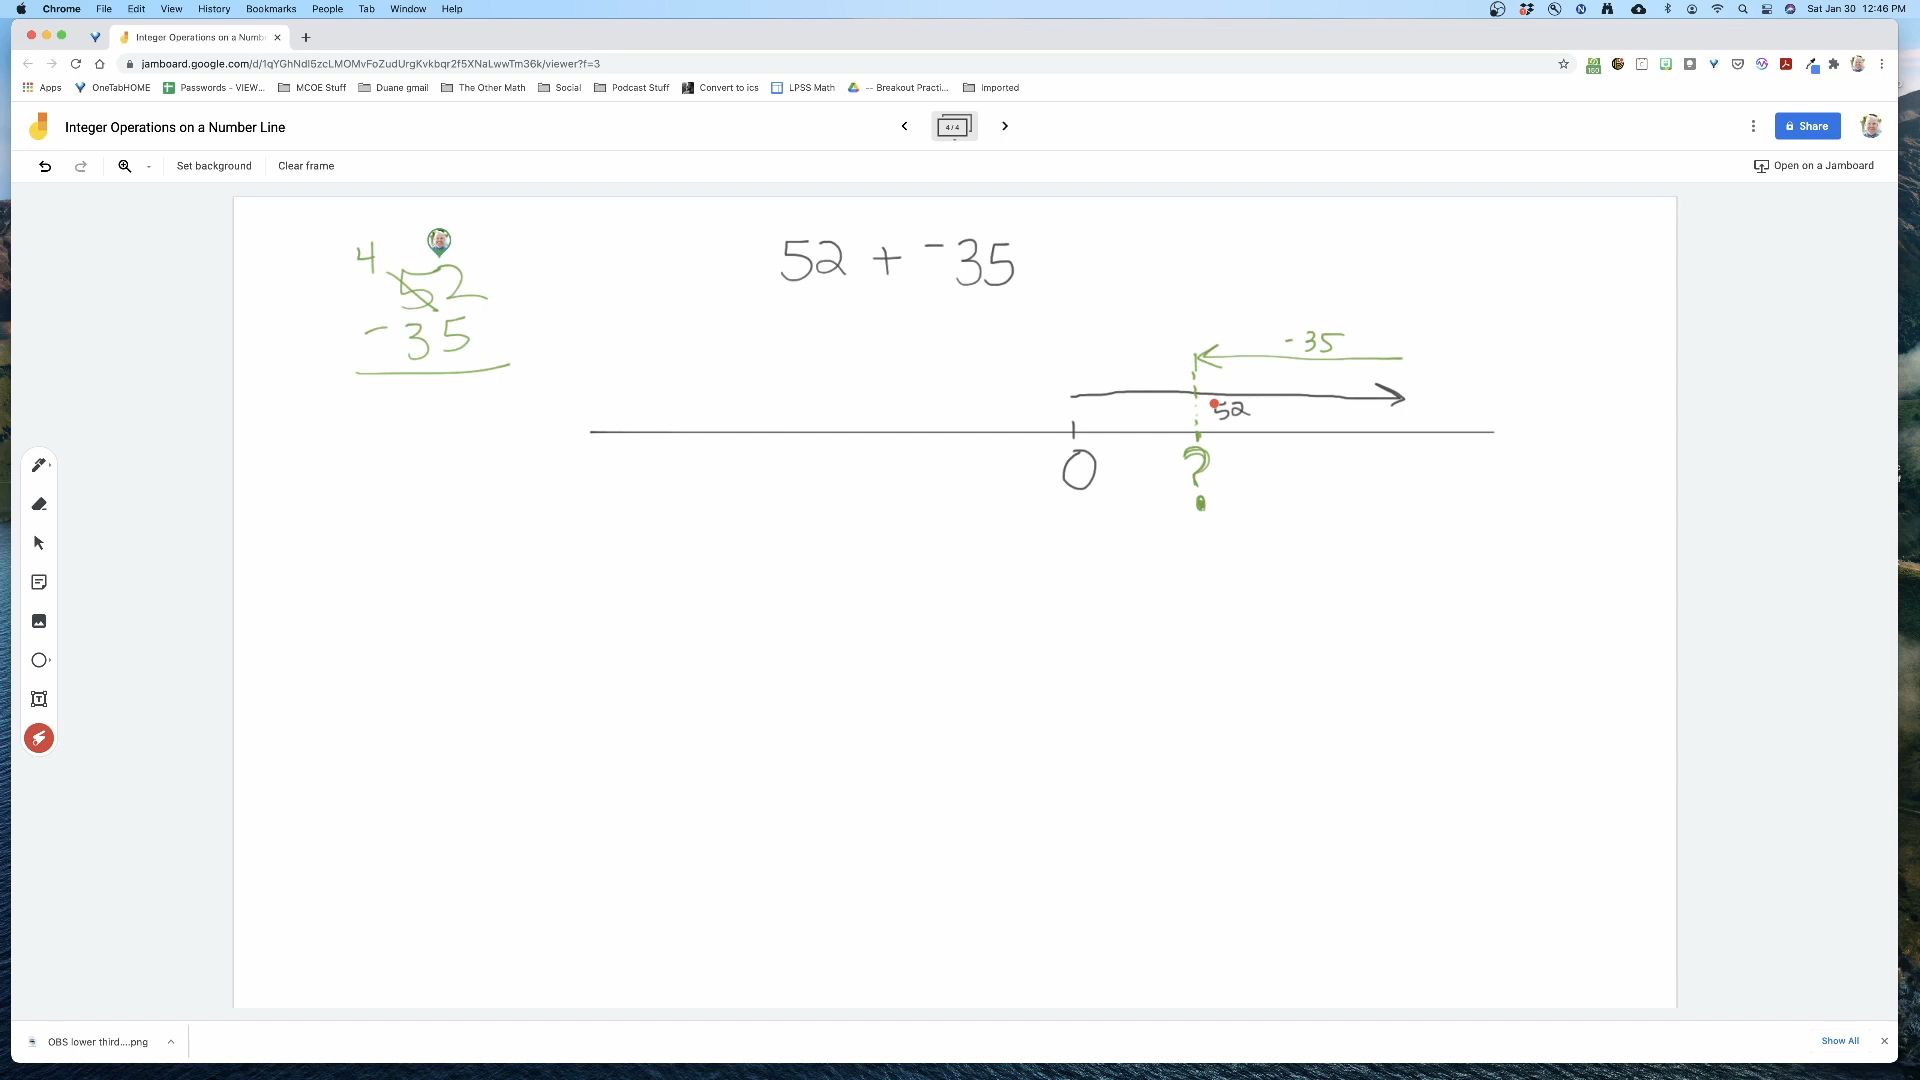 Chrome File Edit View History Bookmarks People Tab Window Help Sat Jan 30 12:46 PM
Integer Operations on a Numb
jamboard.google.com/d/1qYGhNdI5zcLMOMvFoZudUrgKvkbqr2f5XNaLwwTm36k/viewer?f=3
Apps OneTabHOME Passwords - VIEW... MCOE Stuff Duane gmail The Other Math Social Podcast Stuff Convert to ics LPSS Math -- Breakout Practi... Imported
Integer Operations on a Number Line
4 / 4
Share
Set background Clear frame Open on a Jamboard
4
52
- 35
52 + -35
- 35
52
0 ?
OBS lower third....png
Show All